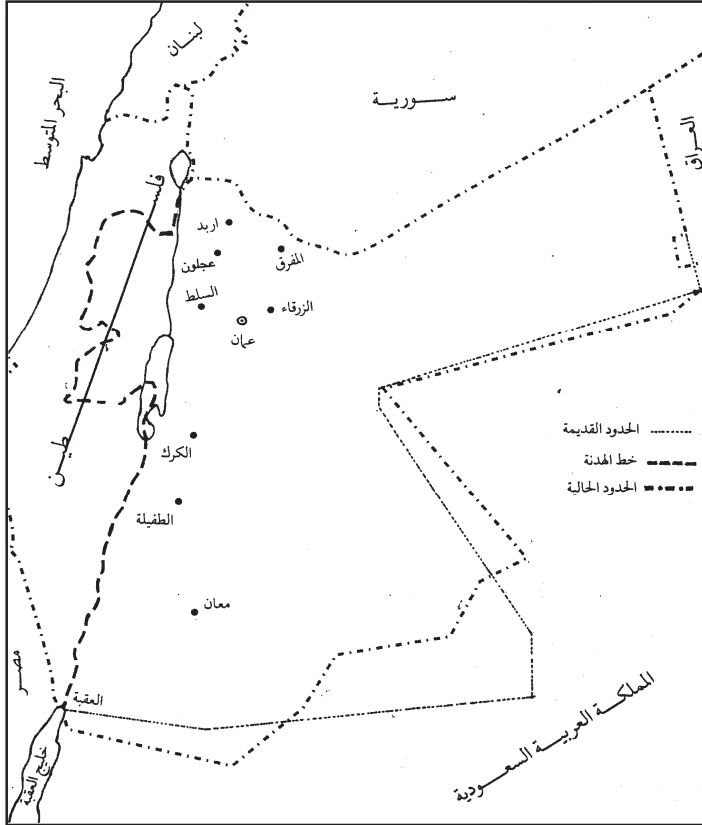 لبنان
البحر المتوسط
سورية
العراق
فلسطين
اربد
المفرق
عجلون
السلط
الزرقاء
عمان
الحدود القديمة
خط الهدنة
الحدود الحالية
الكرك
الطفيلة
معان
مصر
العقبة
خليج العقبة
المملكة العربية السعودية